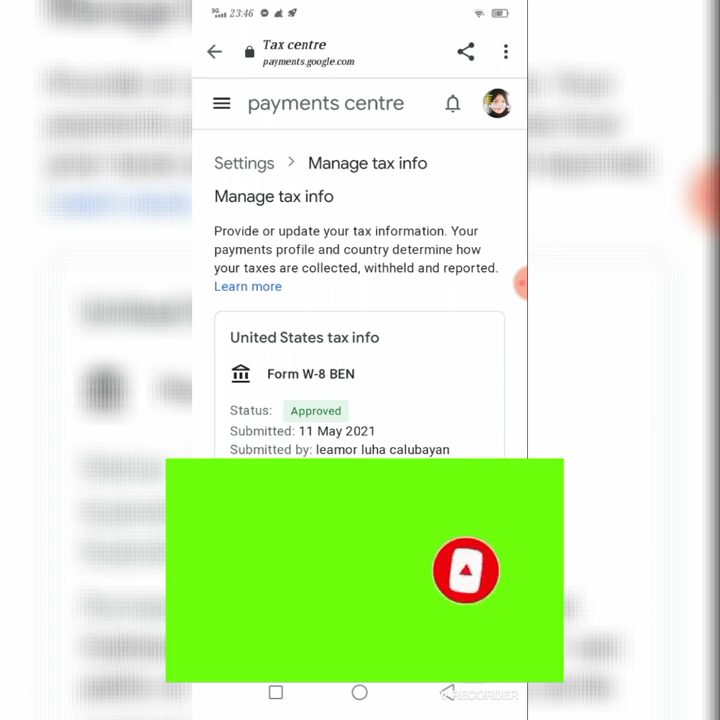 3G 23:46
Tax centre
payments.google.com
payments centre
Settings > Manage tax info
Manage tax info
Provide or update your tax information. Your
payments profile and country determine how
your taxes are collected, withheld and reported.
Learn more
United States tax info
Form W-8 BEN
Status: Approved
Submitted: 11 May 2021
Submitted by: leamor luha calubayan
RECORDER